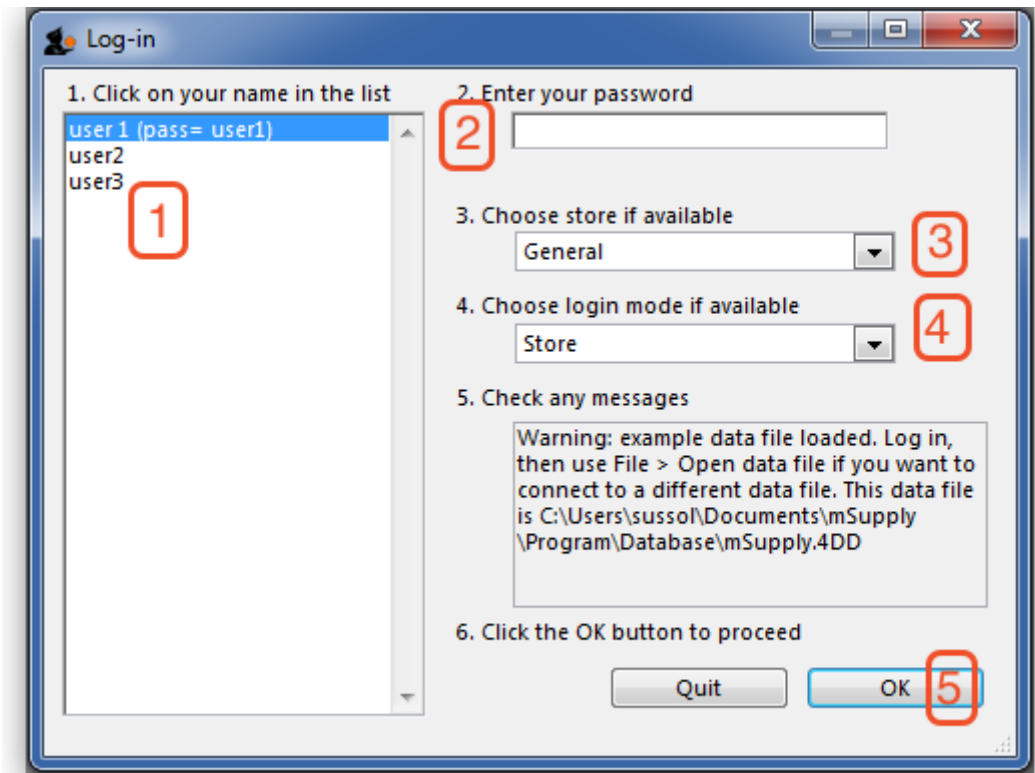 Log-in
1. Click on your name in the list
user 1 (pass= user1)
user2
user3
1
2. Enter your password
2
3. Choose store if available
General
3
4. Choose login mode if available
Store
4
5. Check any messages
Warning: example data file loaded. Log in,
then use File > Open data file if you want to
connect to a different data file. This data file
is C:\Users\sussol\Documents\mSupply
\Program\Database\mSupply.4DD
6. Click the OK button to proceed
Quit
OK
5